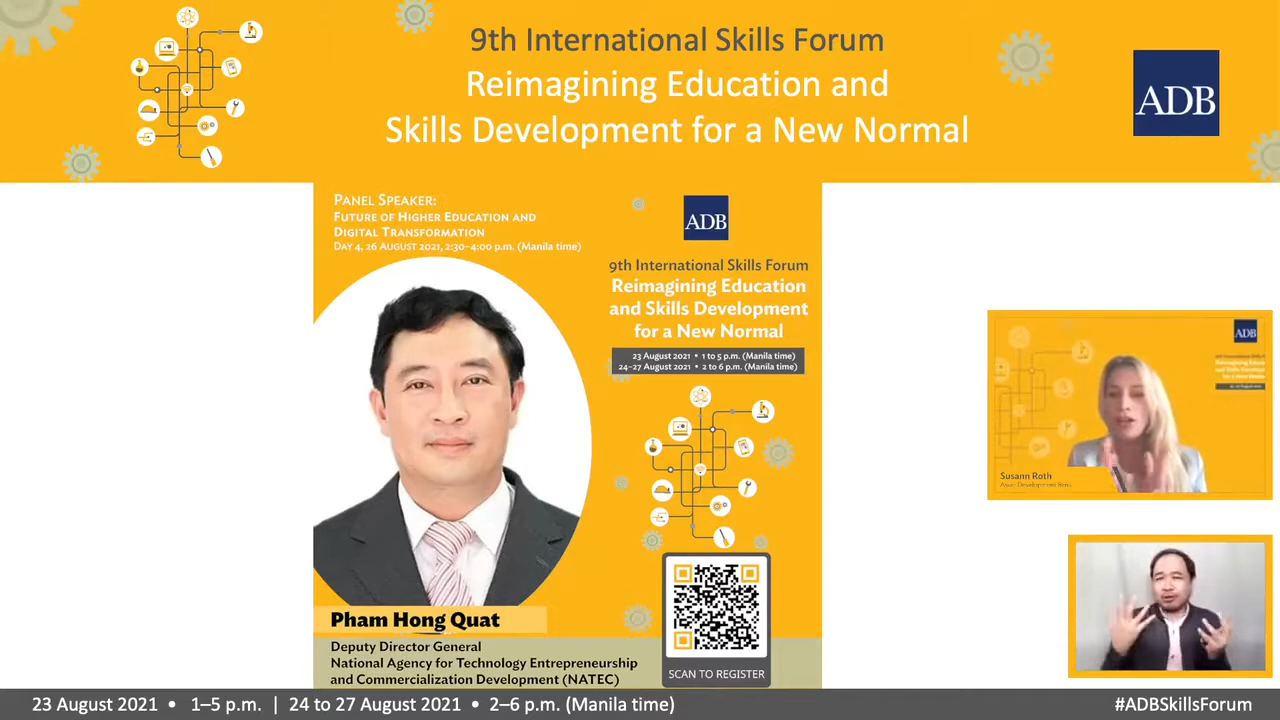 9th International Skills Forum
Reimagining Education and
Skills Development for a New Normal
ADB
PANEL SPEAKER:
FUTURE OF HIGHER EDUCATION AND
DIGITAL TRANSFORMATION
DAY 4, 26 AUGUST 2021, 2:30–4:00 p.m. (Manila time)
ADB
9th International Skills Forum
Reimagining Education
and Skills Development
for a New Normal
23 August 2021 • 1 to 5 p.m. (Manila time)
24–27 August 2021 • 2 to 6 p.m. (Manila time)
Pham Hong Quat
Deputy Director General
National Agency for Technology Entrepreneurship
and Commercialization Development (NATEC)
SCAN TO REGISTER
ADB
Susann Roth
Asian Development Bank
23 August 2021 • 1–5 p.m. | 24 to 27 August 2021 • 2–6 p.m. (Manila time)
#ADBSkillsForum